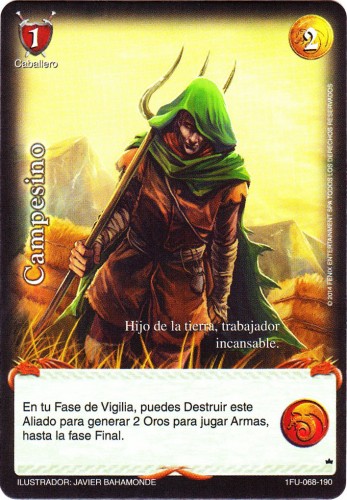 1
2
Caballero
Campesino
© 2014 FENIX ENTERTAINMENT SPA. TODOS LOS DERECHOS RESERVADOS
Hijo de la tierra, trabajador
incansable.
En tu Fase de Vigilia, puedes Destruir este
Aliado para generar 2 Oros para jugar Armas,
hasta la fase Final.
ILUSTRADOR: JAVIER BAHAMONDE
1FU-068-190